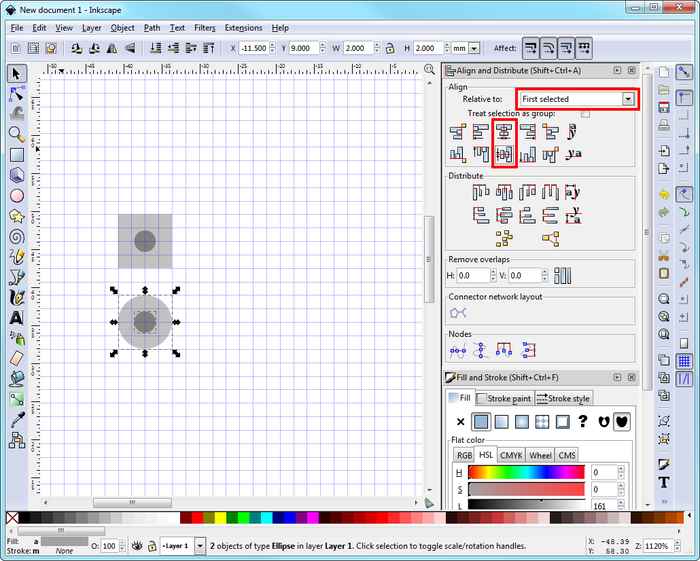 New document 1 - Inkscape
File Edit View Layer Object Path Text Filters Extensions Help
X -11.500 Y 9.000 W 2.000 H 2.000 mm Affect:
Align and Distribute (Shift+Ctrl+A)
Align
Relative to: First selected
Treat selection as group:
Distribute
Remove overlaps
H: 0.0 V: 0.0
Connector network layout
Nodes
Fill and Stroke (Shift+Ctrl+F)
Fill Stroke paint Stroke style
Flat color
RGB HSL CMYK Wheel CMS
H 0
S 0
L 161
Fill: a
Stroke: m None
O: 100
Layer 1
2 objects of type Ellipse in layer Layer 1. Click selection to toggle scale/rotation handles.
X: -48.39
Y: 58.30
Z: 1120%